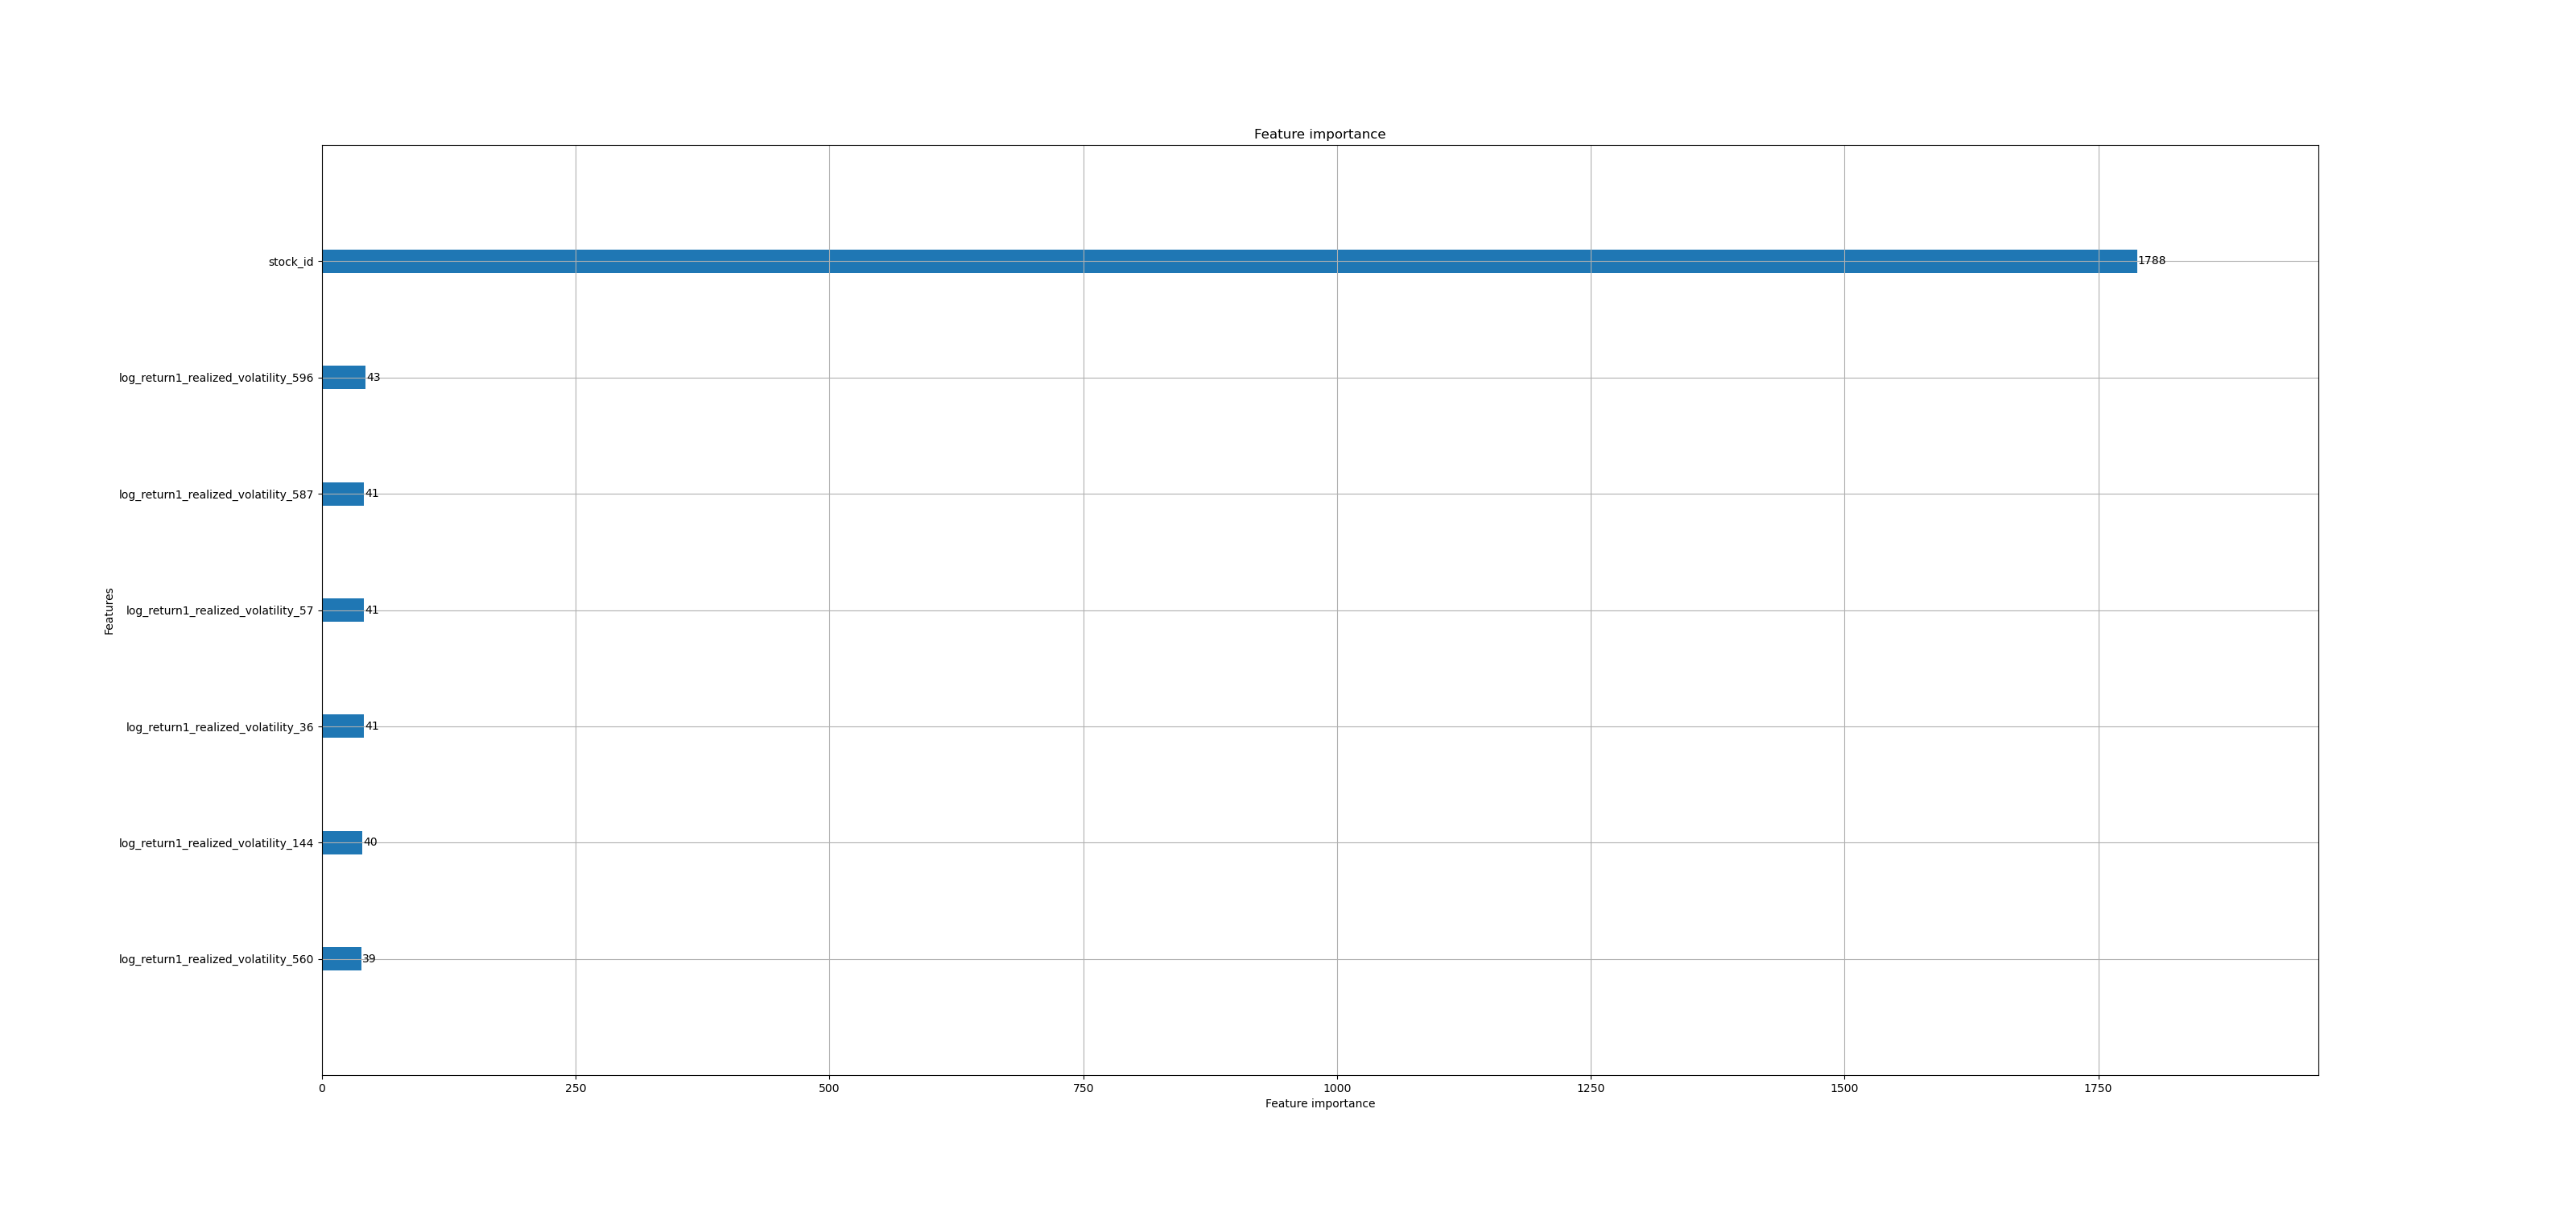 Feature importance
stock_id
1788
log_return1_realized_volatility_596
43
log_return1_realized_volatility_587
41
log_return1_realized_volatility_57
41
Features
log_return1_realized_volatility_36
41
log_return1_realized_volatility_144
40
log_return1_realized_volatility_560
39
0 250 500 750 1000 1250 1500 1750
Feature importance